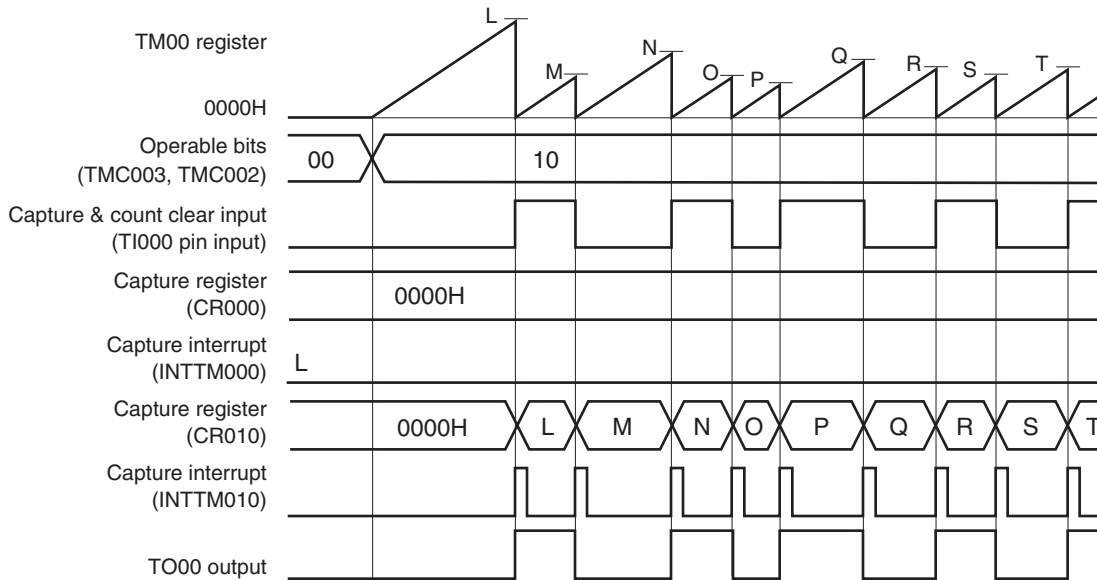 L
TM00 register
N
Q
M
O
P
R
S
T
0000H
Operable bits
(TMC003, TMC002)
00
10
Capture & count clear input
(TI000 pin input)
Capture register
(CR000)
0000H
Capture interrupt
(INTTM000)
L
Capture register
(CR010)
0000H
L
M
N
O
P
Q
R
S
T
Capture interrupt
(INTTM010)
TO00 output